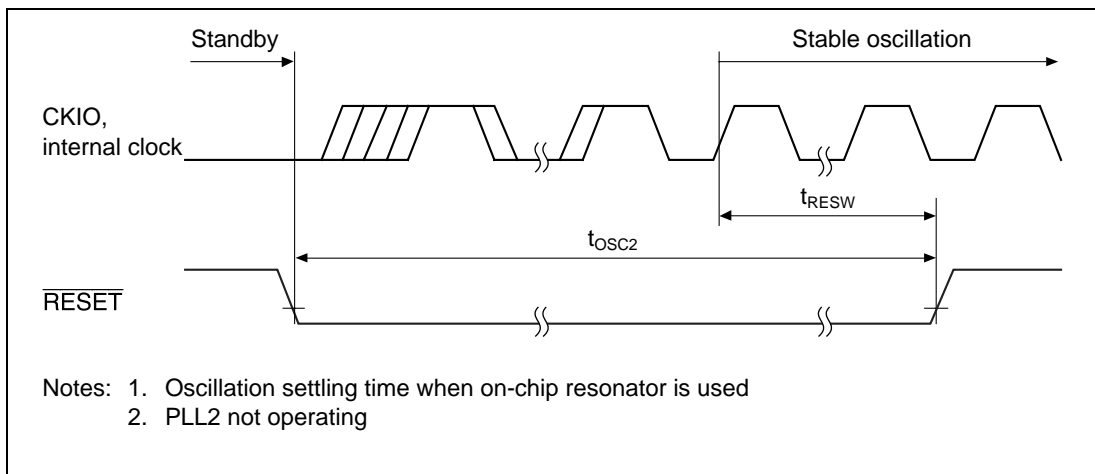 Standby
Stable oscillation
CKIO,
internal clock
tRESW
tOSC2
RESET
Notes: 1. Oscillation settling time when on-chip resonator is used
2. PLL2 not operating